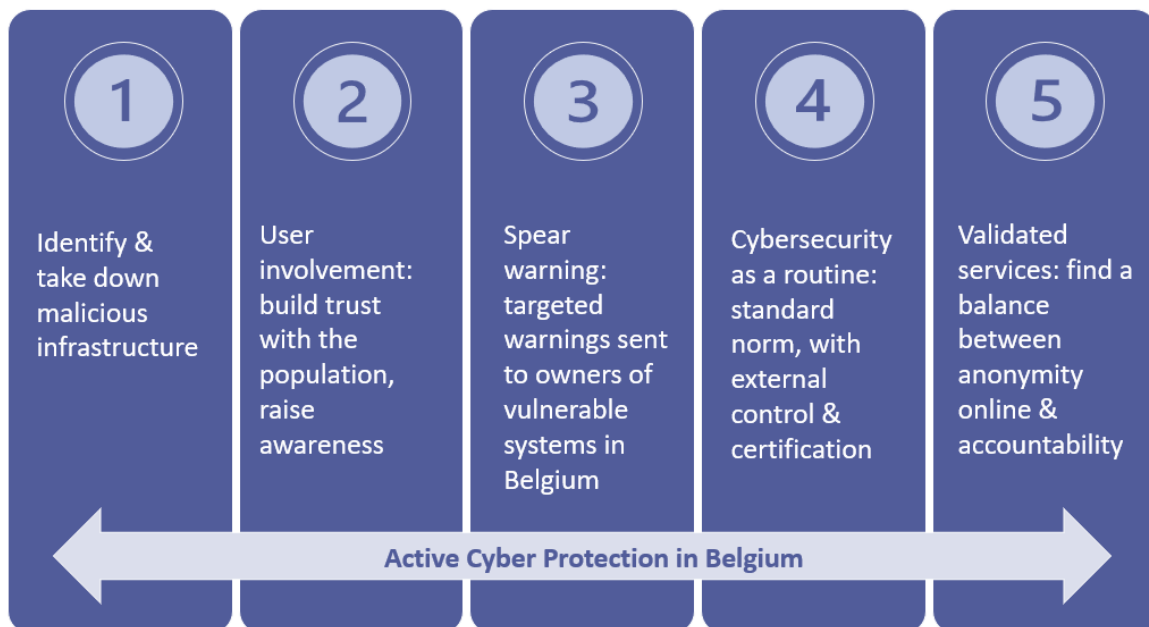 1
Identify &
take down
malicious
infrastructure
2
User
involvement:
build trust
with the
population,
raise
awareness
3
Spear
warning:
targeted
warnings sent
to owners of
vulnerable
systems in
Belgium
4
Cybersecurity
as a routine:
standard
norm, with
external
control &
certification
5
Validated
services: find a
balance
between
anonymity
online &
accountability
Active Cyber Protection in Belgium